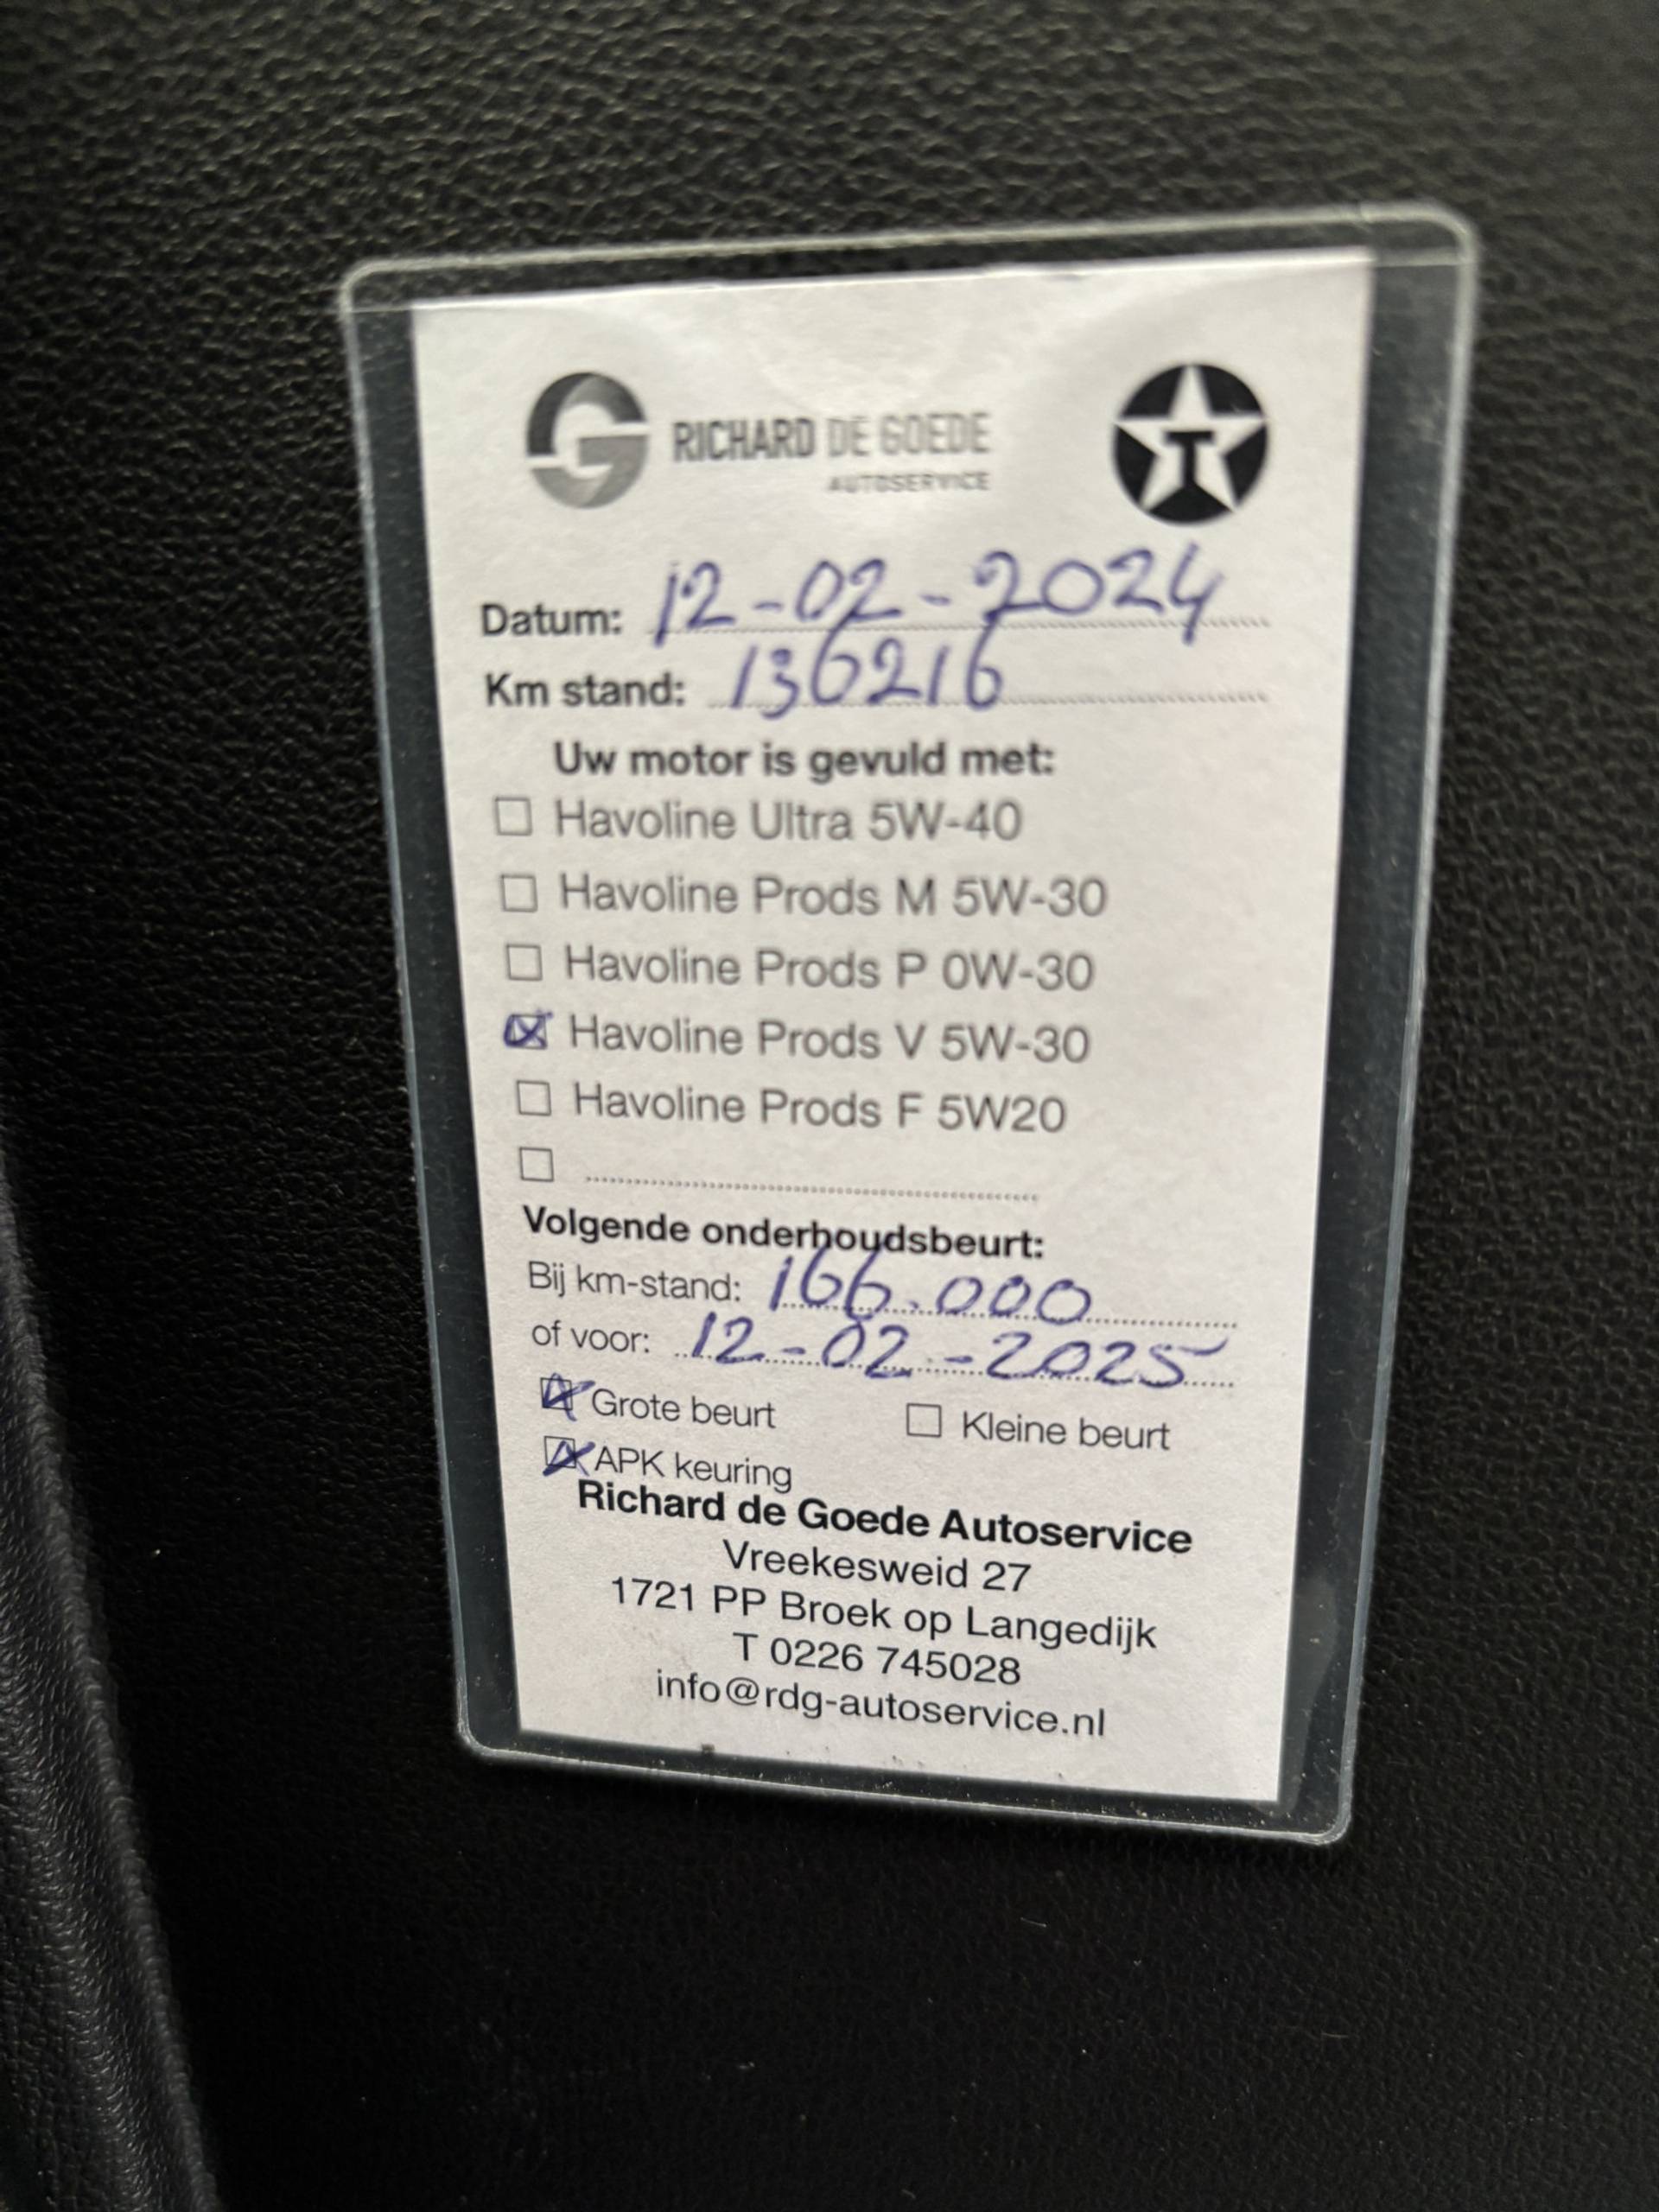 RICHARD DE GOEDE
AUTOSERVICE
T
Datum: 12-02-2024
Km stand: 136216
Uw motor is gevuld met:
Havoline Ultra 5W-40
Havoline Prods M 5W-30
Havoline Prods P 0W-30
Havoline Prods V 5W-30
Havoline Prods F 5W20
Volgende onderhoudsbeurt:
Bij km-stand: 166.000
of voor: 12-02-2025
Grote beurt Kleine beurt
APK keuring
Richard de Goede Autoservice
Vreekesweid 27
1721 PP Broek op Langedijk
T 0226 745028
info@rdg-autoservice.nl